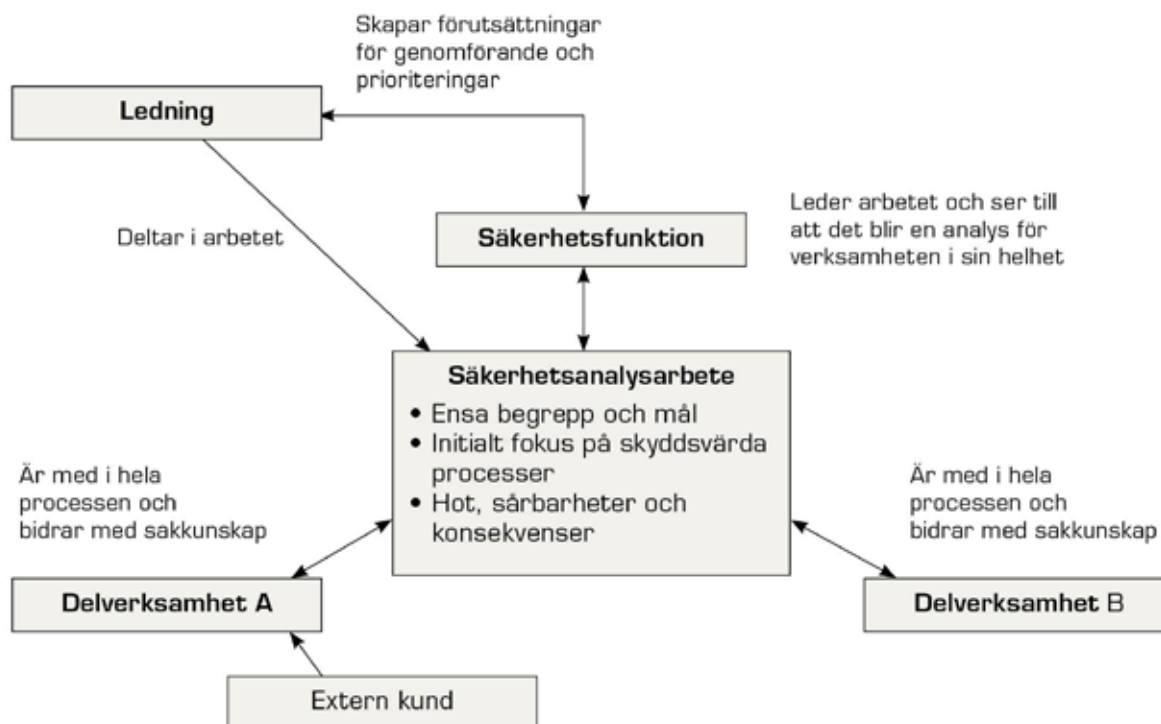 Skapar förutsättningar
för genomförande och
prioriteringar
Ledning
Deltar i arbetet
Säkerhetsfunktion
Leder arbetet och ser till
att det blir en analys för
verksamheten i sin helhet
Säkerhetsanalysarbete
• Ensa begrepp och mål
• Initialt fokus på skyddsvärda
processer
• Hot, sårbarheter och
konsekvenser
Är med i hela
processen och
bidrar med sakkunskap
Delverksamhet A
Är med i hela
processen och
bidrar med sakkunskap
Delverksamhet B
Extern kund